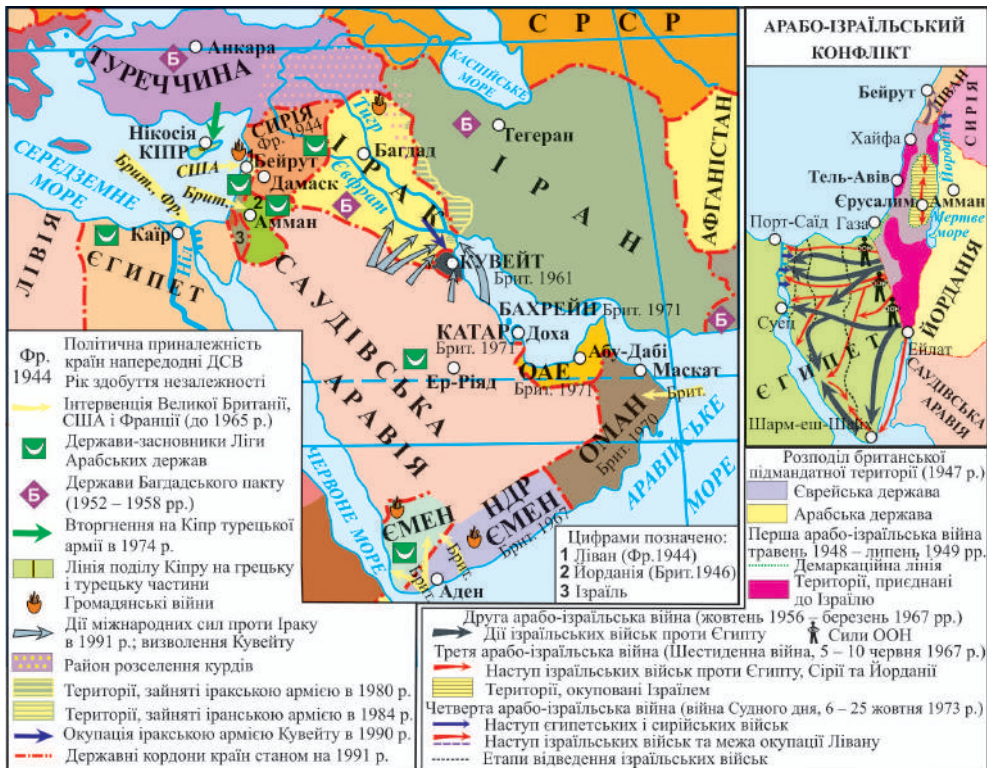 СРСР
Анкара
Б
ТУРЕЧЧИНА
КАСПІЙСЬКЕ
МОРЕ
Нікосія
КІПР
СИРІЯ
Фр. 1944
Тигр
Б
Тегеран
США
Бейрут
Дамаск
Багдад
ІРАК
Євфрат
Б
ІРАН
АФГАНІСТАН
СЕРЕДЗЕМНЕ
МОРЕ
Брит. Фр.
Брит.
2
Амман
3
Каїр
Ніл
ЛІВІЯ
ЄГИПЕТ
КУВЕЙТ
Брит. 1961
БАХРЕЙН
Брит. 1971
Б
КАТАР
Брит. 1971
Доха
Абу-Дабі
ОАЕ
Брит. 1971
Маскат
Брит.
САУДІВСЬКА
АРАВІЯ
Ер-Ріяд
ОМАН
Брит. 1970
АРАВІЙСЬКЕ
МОРЕ
ЧЕРВОНЕ МОРЕ
ЄМЕН
НДР
ЄМЕН
Брит. 1967
Брит.
Брит.
Аден
Цифрами позначено:
1 Ліван (Фр.1944)
2 Йорданія (Брит.1946)
3 Ізраїль
Фр.
1944
Політична приналежність
країн напередодні ДСВ
Рік здобуття незалежності
Інтервенція Великої Британії,
США і Франції (до 1965 р.)
Держави-засновники Ліги
Арабських держав
Б
Держави Багдадського пакту
(1952 – 1958 рр.)
Вторгнення на Кіпр турецької
армії в 1974 р.
Лінія поділу Кіпру на грецьку
і турецьку частини
Громадянські війни
Дії міжнародних сил проти Іраку
в 1991 р.; визволення Кувейту
Район розселення курдів
Території, зайняті іракською армією в 1980 р.
Території, зайняті іранською армією в 1984 р.
Окупація іракською армією Кувейту в 1990 р.
Державні кордони країн станом на 1991 р.
АРАБО-ІЗРАЇЛЬСЬКИЙ
КОНФЛІКТ
Бейрут
ЛІВАН
СИРІЯ
Хайфа
Йордан
Тель-Авів
Єрусалим
Амман
Порт-Саїд
Газа
Мертве
море
Суец
ЙОРДАНІЯ
ЄГИПЕТ
Ейлат
САУДІВСЬКА
АРАВІЯ
Шарм-еш-Шейх
Розподіл британської
підмандатної території (1947 р.)
Єврейська держава
Арабська держава
Перша арабо-ізраїльська війна
травень 1948 – липень 1949 рр.)
Демаркаційна лінія
Території, приєднані
до Ізраїлю
Друга арабо-ізраїльська війна (жовтень 1956 – березень 1967 рр.)
Дії ізраїльських військ проти Єгипту
Сили ООН
Третя арабо-ізраїльська війна (Шестиденна війна, 5 – 10 червня 1967 р.)
Наступ ізраїльських військ проти Єгипту, Сирії та Йорданії
Території, окуповані Ізраїлем
Четверта арабо-ізраїльська війна (війна Судного дня, 6 – 25 жовтня 1973 р.)
Наступ єгипетських і сирійських військ
Наступ ізраїльських військ та межа окупації Лівану
Етапи відведення ізраїльських військ